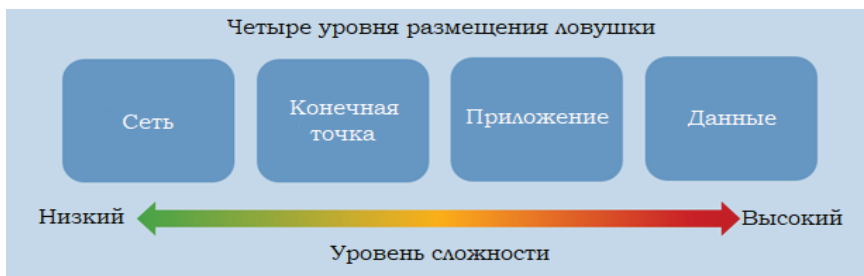 Четыре уровня размещения ловушки
Сеть
Конечная
точка
Приложение
Данные
Низкий
Высокий
Уровень сложности